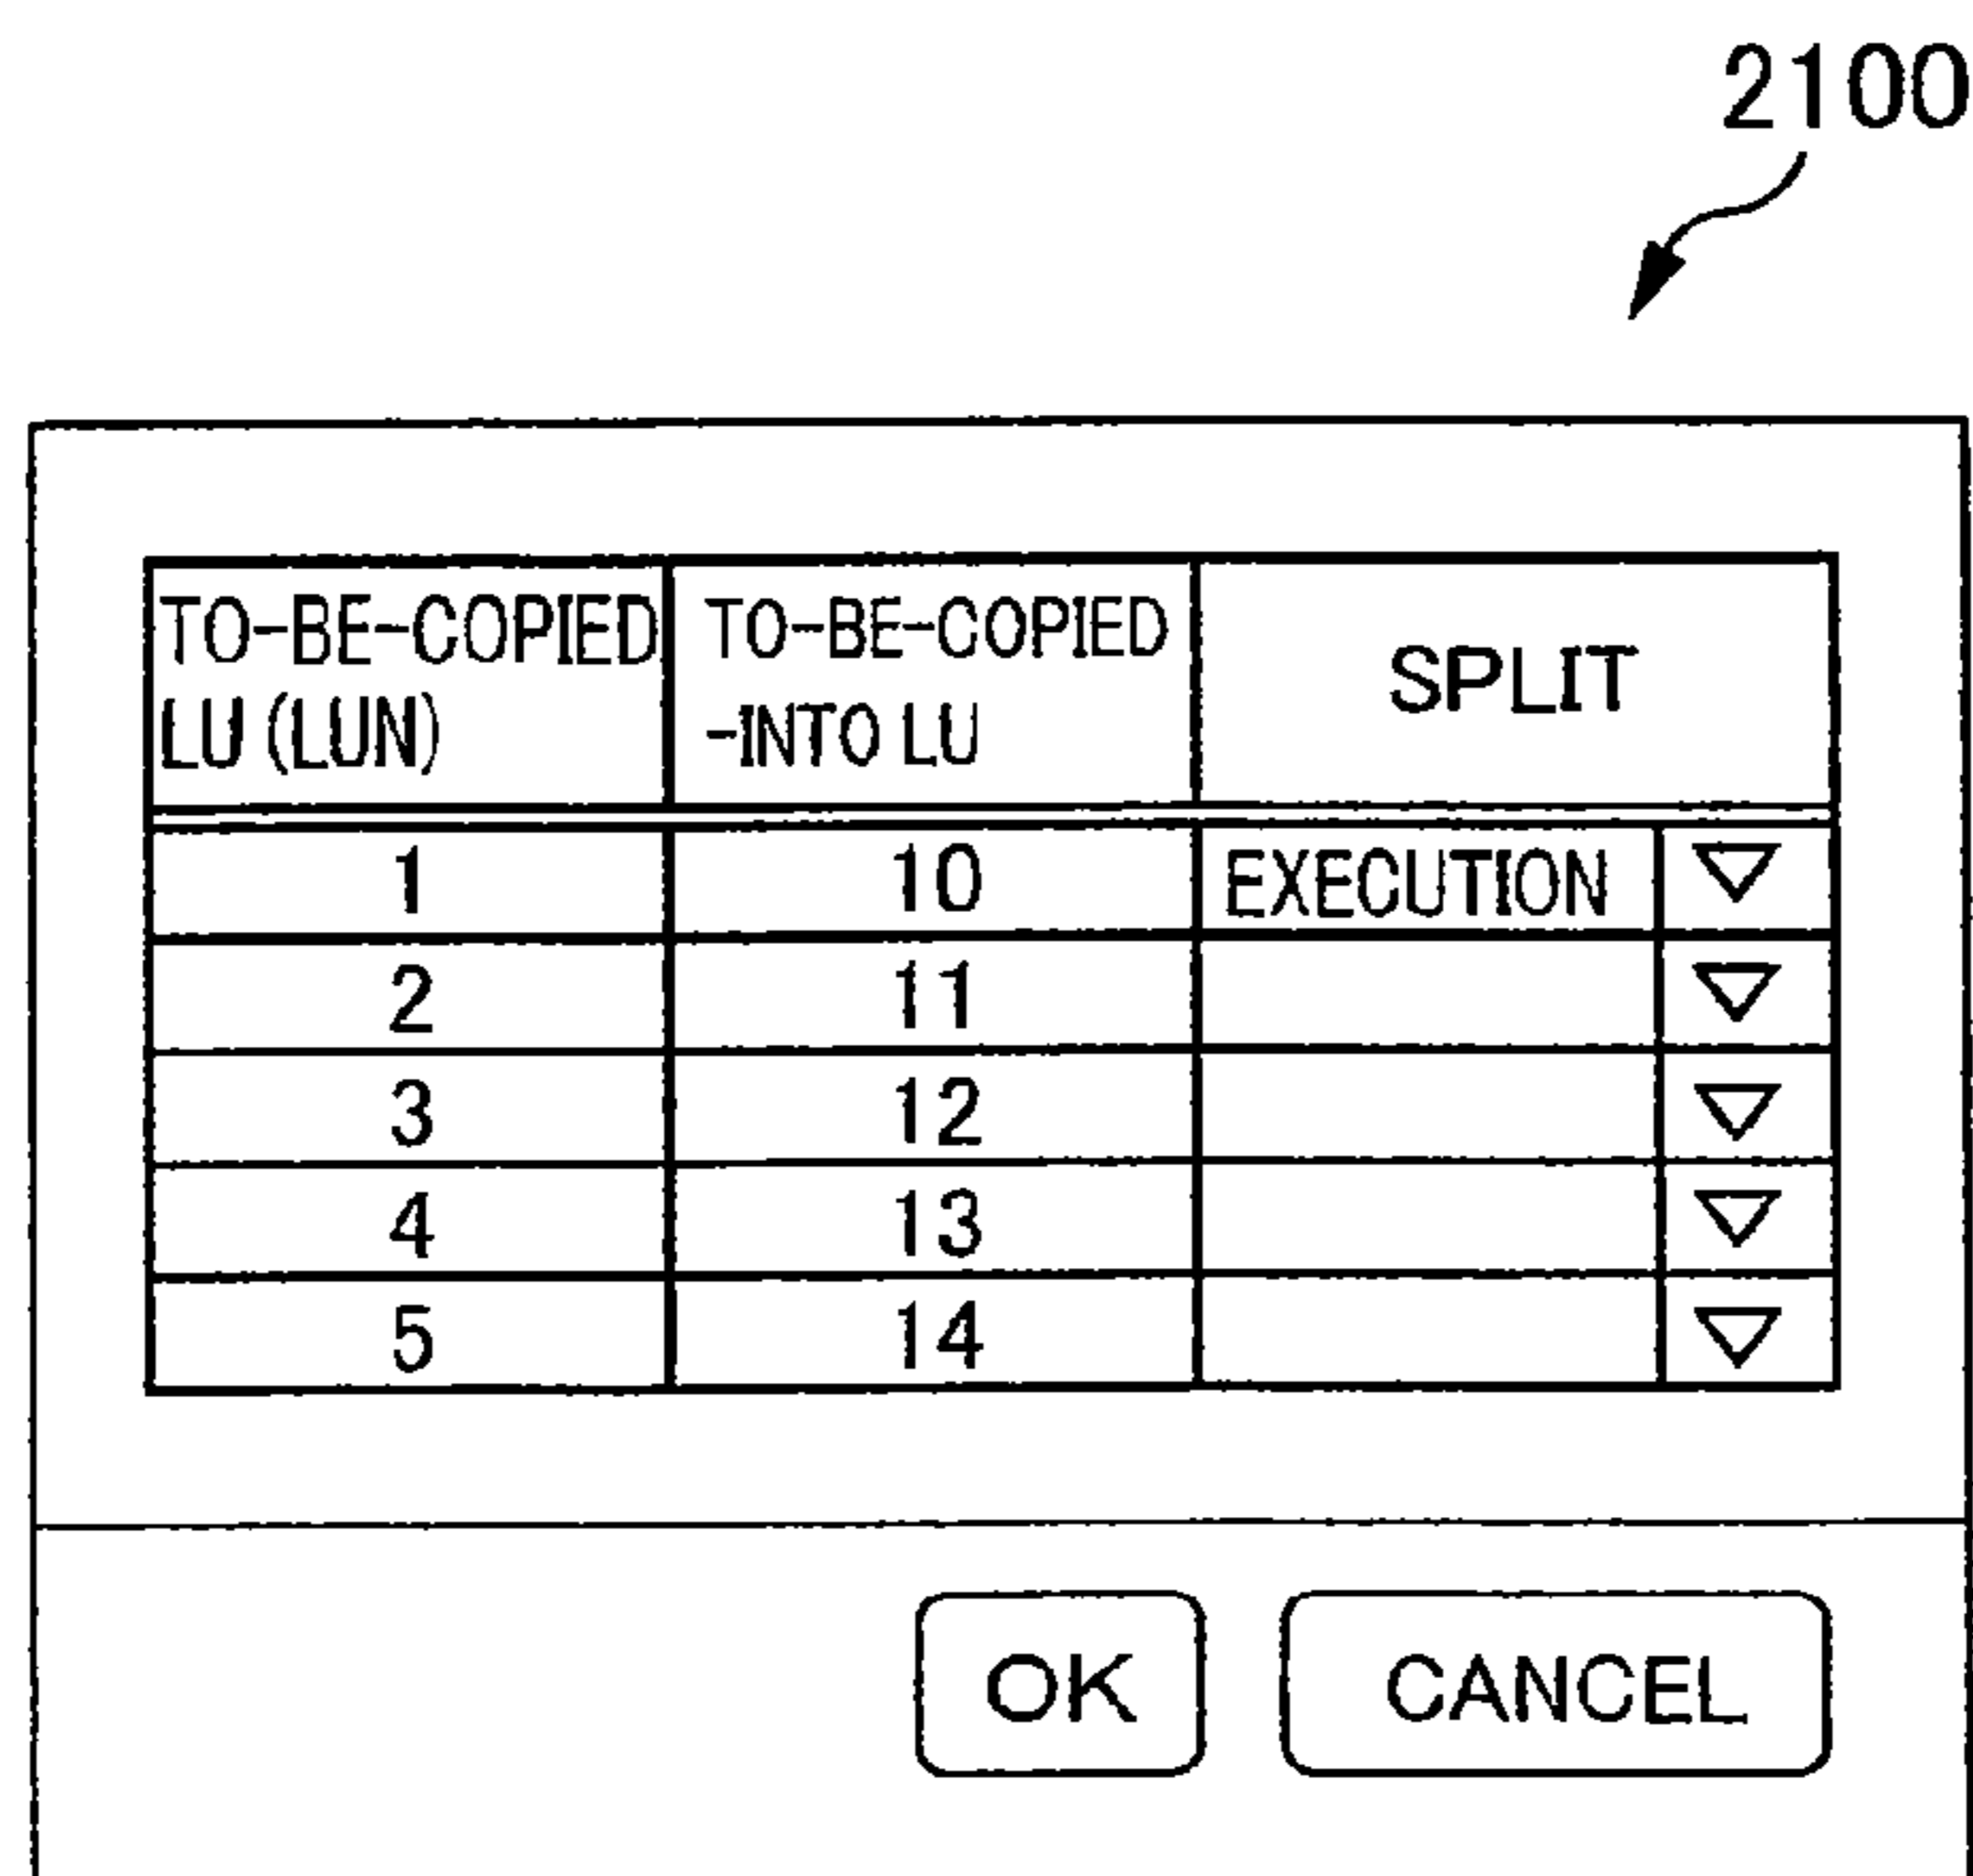 2100
TO-BE-COPIED LU (LUN) TO-BE-COPIED -INTO LU SPLIT
1 10 EXECUTION ▽
2 11 ▽
3 12 ▽
4 13 ▽
5 14 ▽
OK CANCEL